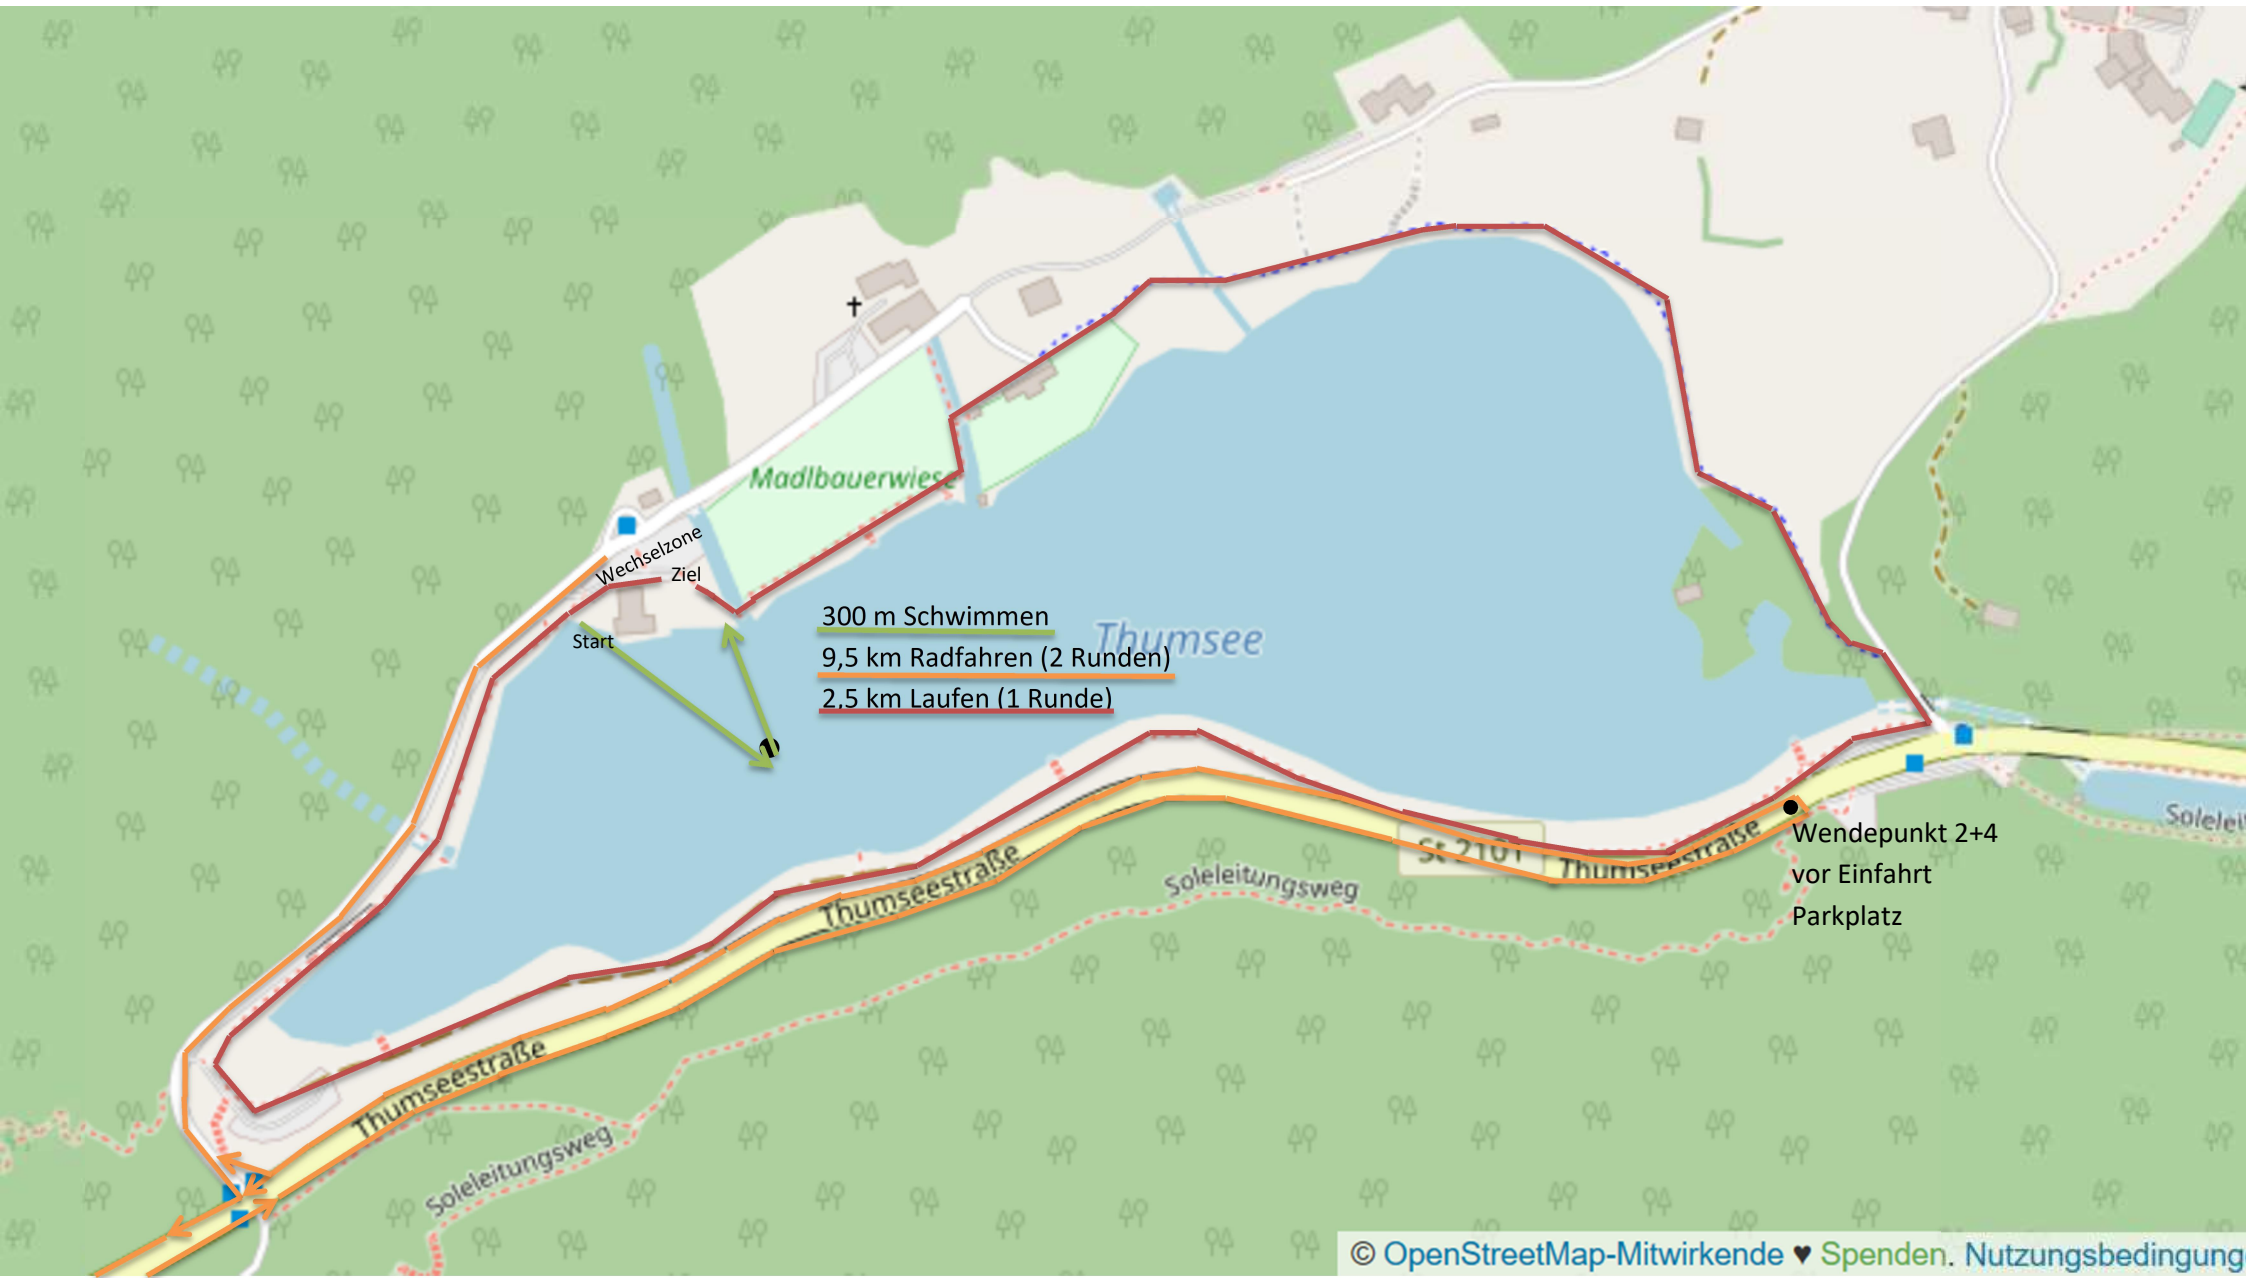 Madlbauerwiese
Wechselzone
Ziel
Start
300 m Schwimmen
Thumsee
9,5 km Radfahren (2 Runden)
2,5 km Laufen (1 Runde)
Wendepunkt 2+4
vor Einfahrt
Parkplatz
Solelei
St 2101
Thumseestraße
Thumseestraße
Soleleitungsweg
Thumseestraße
Soleleitungsweg
© OpenStreetMap-Mitwirkende ♥ Spenden. Nutzungsbedingung